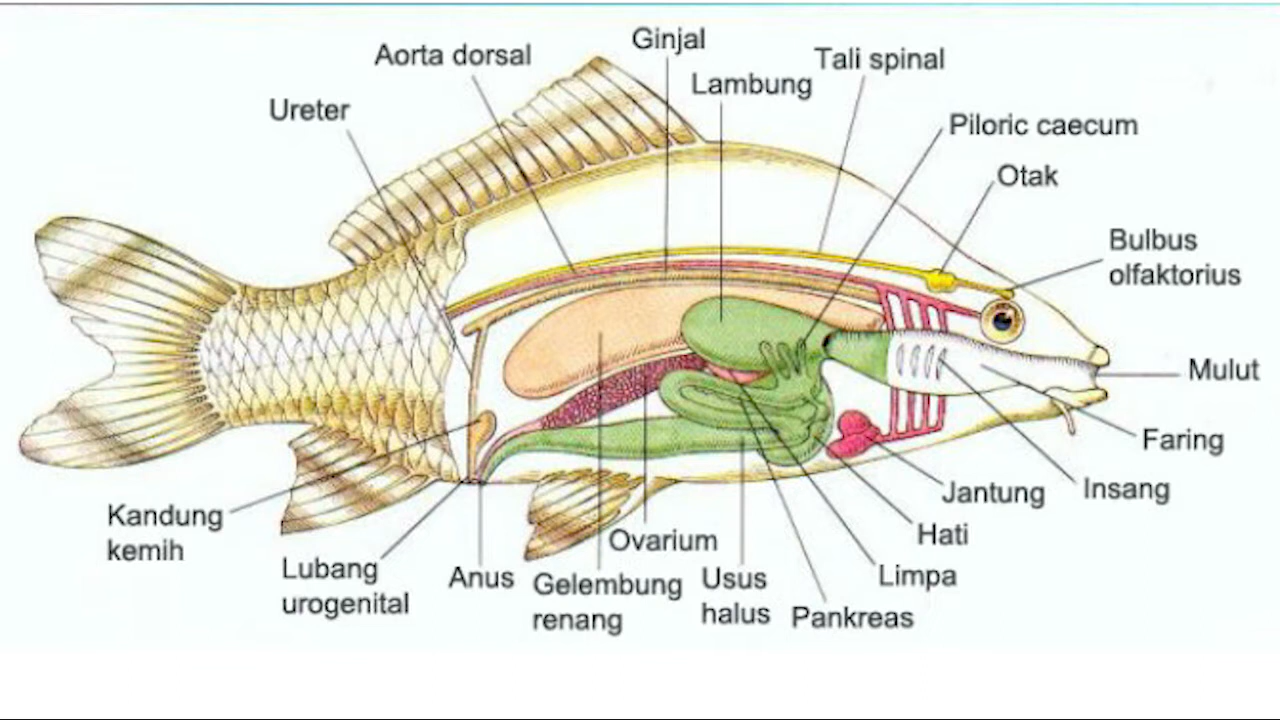 Ginjal
Aorta dorsal
Tali spinal
Lambung
Ureter
Piloric caecum
Otak
Bulbus
olfaktorius
Mulut
Faring
Insang
Jantung
Hati
Limpa
Pankreas
Usus
halus
Ovarium
Gelembung
renang
Anus
Lubang
urogenital
Kandung
kemih